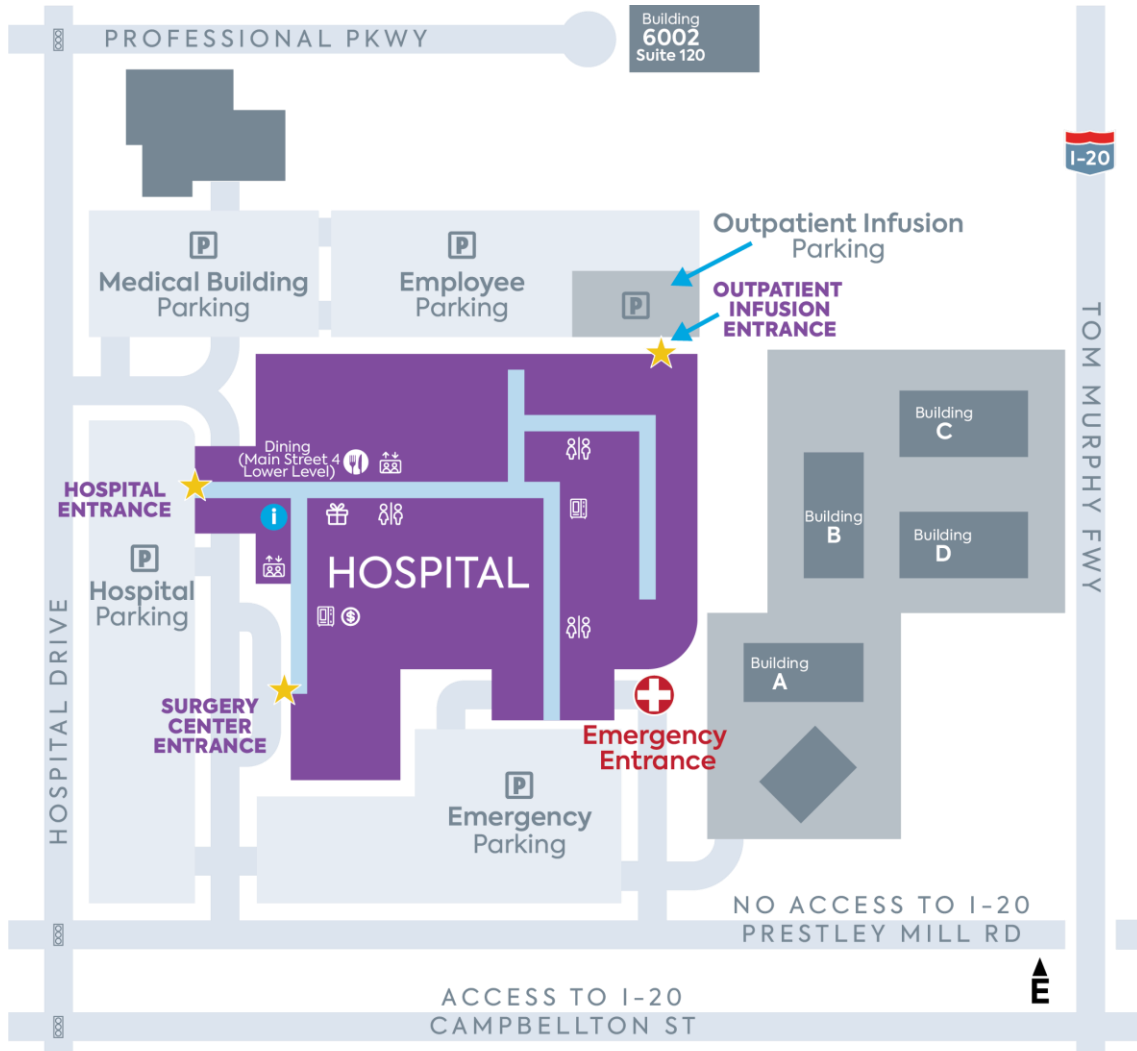 Building
6002
Suite 120
PROFESSIONAL PKWY
I-20
P
Medical Building
Parking
P
Employee
Parking
P
Outpatient Infusion
Parking
OUTPATIENT
INFUSION
ENTRANCE
TOM MURPHY FWY
Building
C
Building
B
Building
D
Building
A
Dining
(Main Street 4
Lower Level)
HOSPITAL
ENTRANCE
i
HOSPITAL
$
P
Hospital
Parking
HOSPITAL DRIVE
SURGERY
CENTER
ENTRANCE
Emergency
Entrance
P
Emergency
Parking
NO ACCESS TO I-20
PRESTLEY MILL RD
E
ACCESS TO I-20
CAMPBELLTON ST